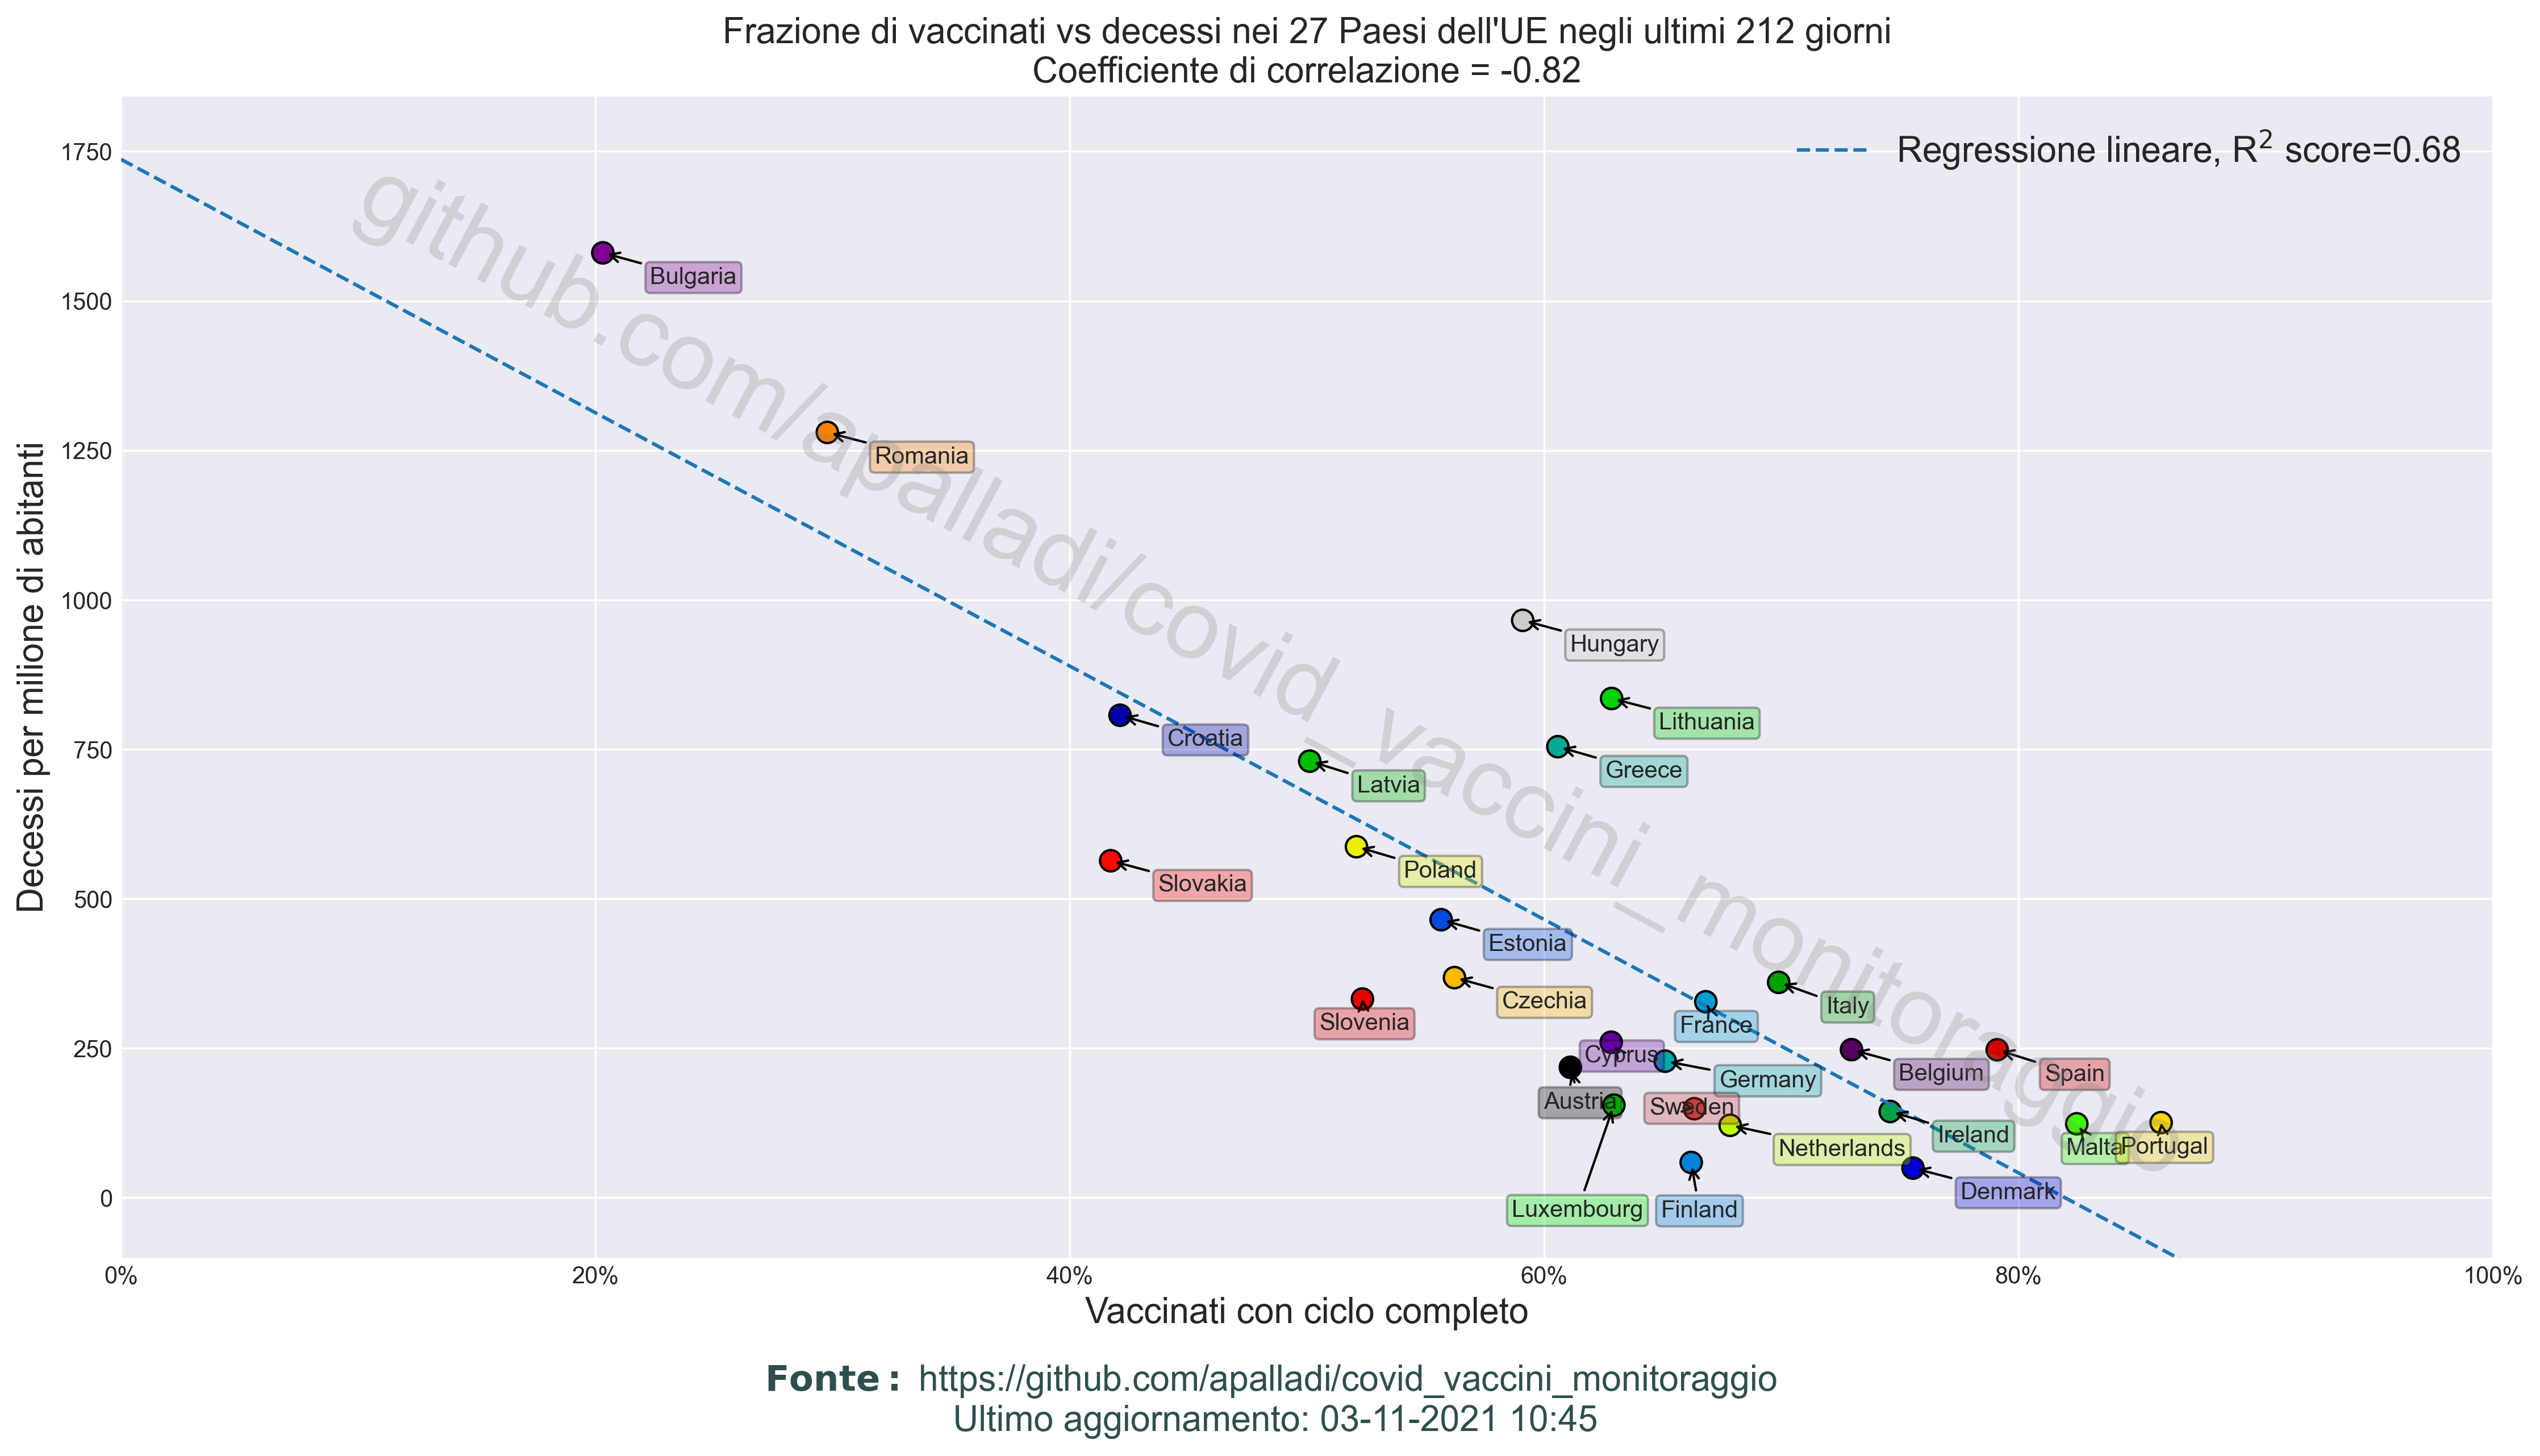 Frazione di vaccinati vs decessi nei 27 Paesi dell'UE negli ultimi 212 giorni
Coefficiente di correlazione = -0.82
Regressione lineare, R² score=0.68
Decessi per milione di abitanti
1750
1500
1250
1000
750
500
250
0
github.com/apalladi/covid_vaccini_monitoraggio
Bulgaria
Romania
Hungary
Lithuania
Croatia
Greece
Latvia
Poland
Slovakia
Estonia
Czechia
Italy
Slovenia
France
Cyprus
Belgium
Spain
Germany
Austria
Sweden
Ireland
Malta
Portugal
Netherlands
Denmark
Luxembourg
Finland
0%
20%
40%
60%
80%
100%
Vaccinati con ciclo completo
Fonte: https://github.com/apalladi/covid_vaccini_monitoraggio
Ultimo aggiornamento: 03-11-2021 10:45